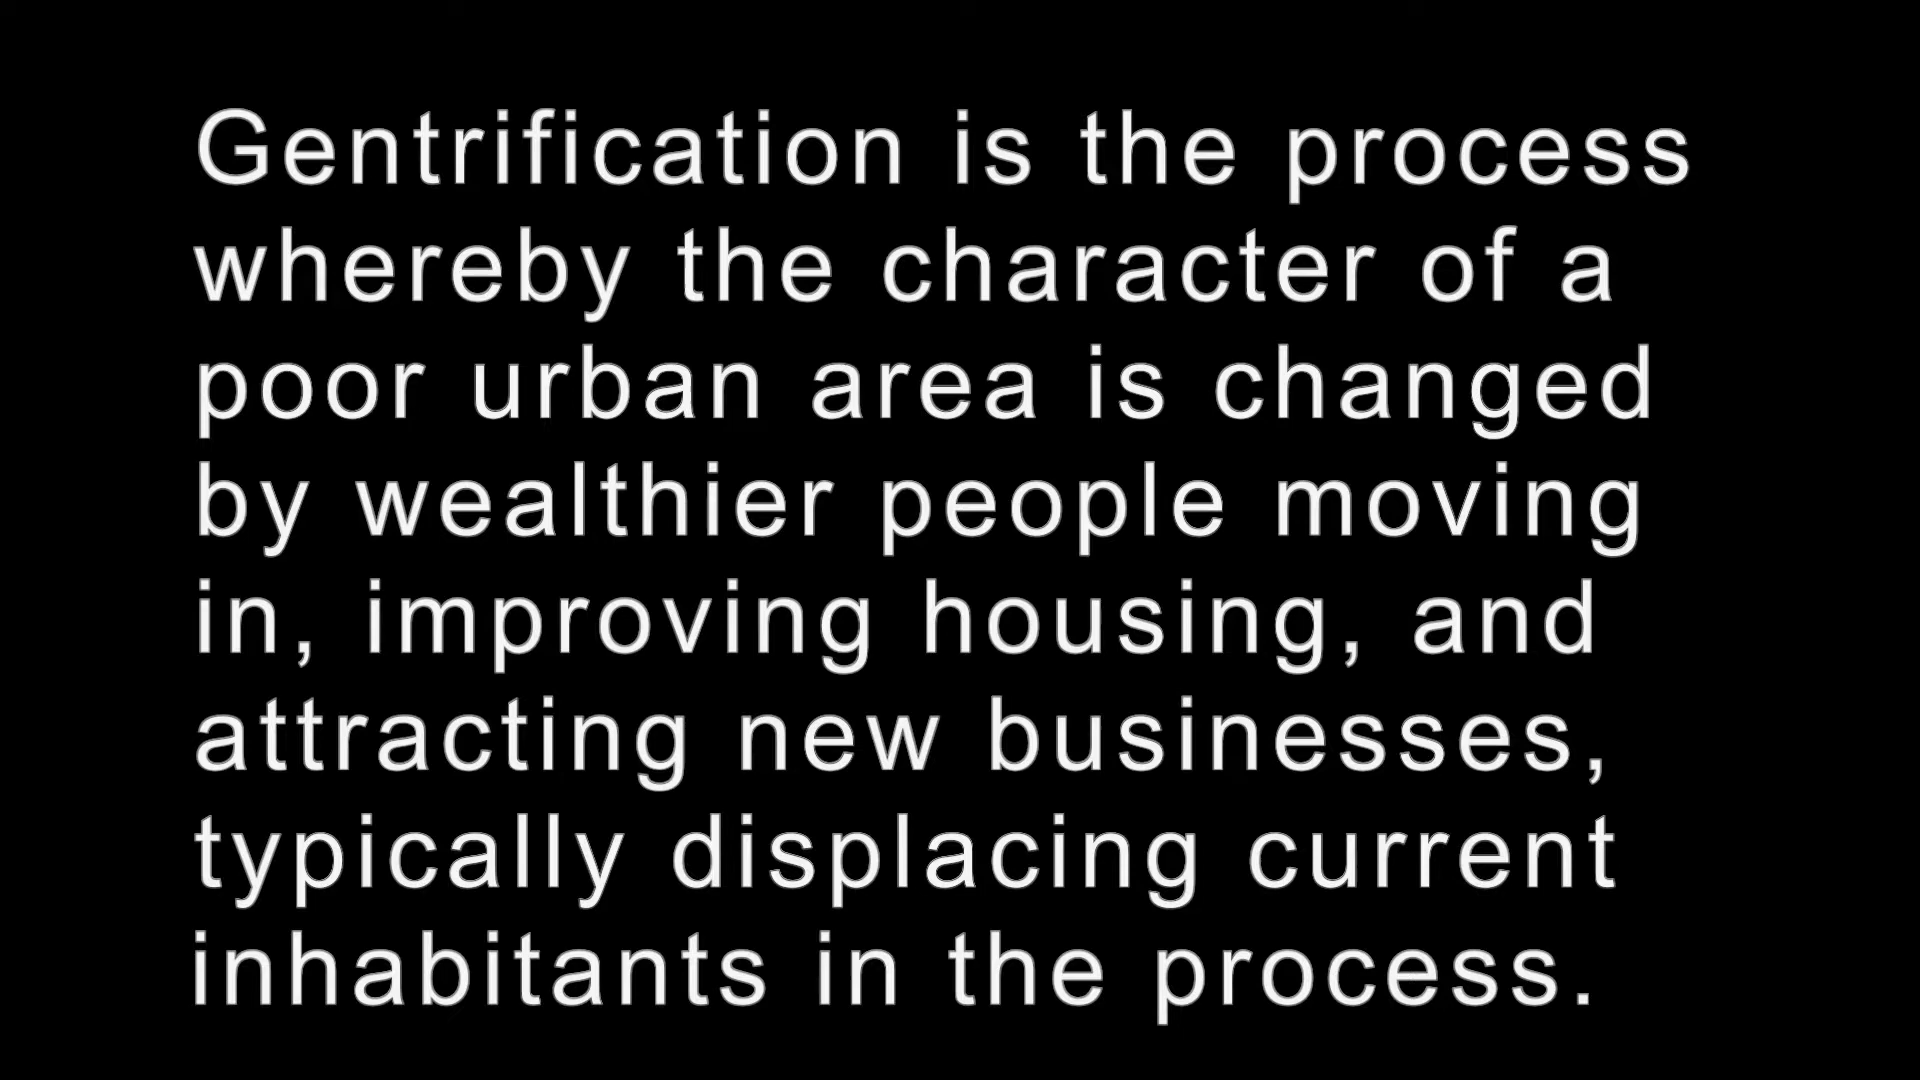 Gentrification is the process
whereby the character of a
poor urban area is changed
by wealthier people moving
in, improving housing, and
attracting new businesses,
typically displacing current
inhabitants in the process.